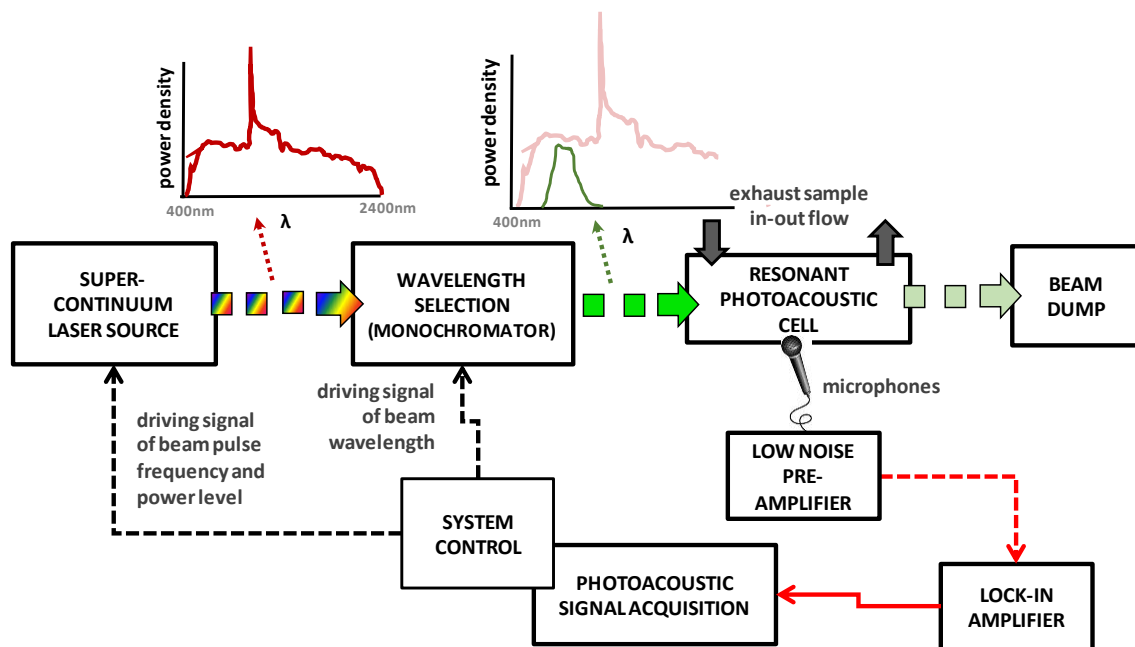 power density
400nm
2400nm
λ
power density
400nm
λ
exhaust sample
in-out flow
SUPER-
CONTINUUM
LASER SOURCE
WAVELENGTH
SELECTION
(MONOCHROMATOR)
RESONANT
PHOTOACOUSTIC
CELL
BEAM
DUMP
microphones
driving signal
of beam pulse
frequency and
power level
driving signal
of beam
wavelength
LOW NOISE
PRE-
AMPLIFIER
SYSTEM
CONTROL
PHOTOACOUSTIC
SIGNAL ACQUISITION
LOCK-IN
AMPLIFIER